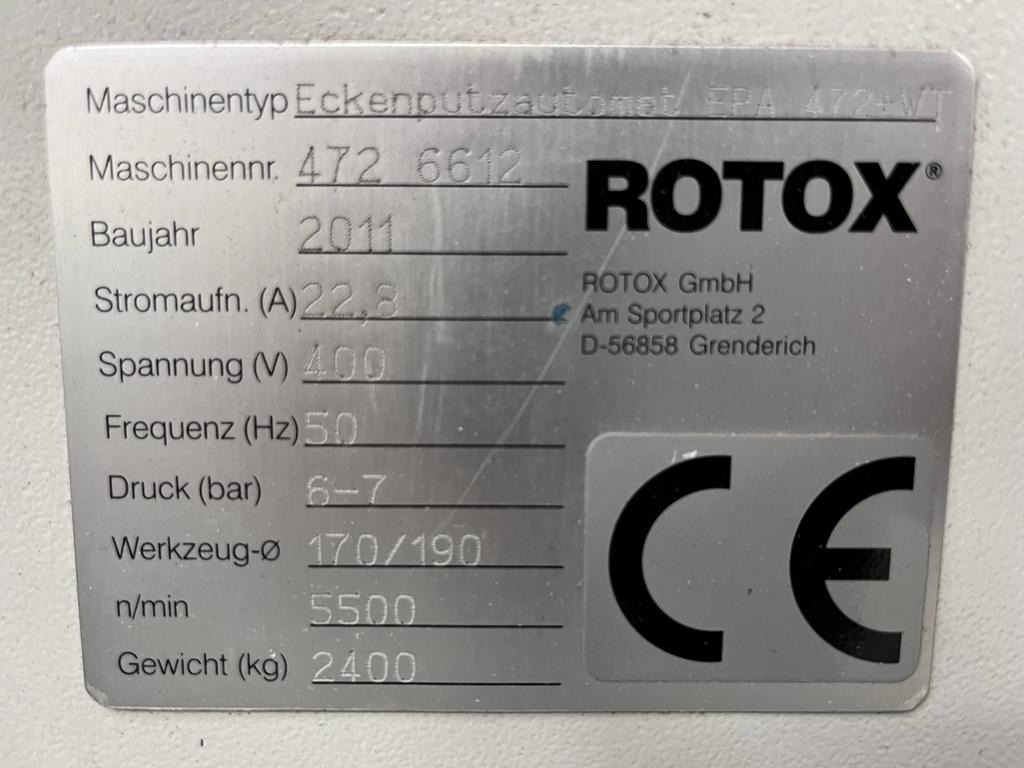 Maschinentyp Eckenputzautomat EPA 472+WT
Maschinennr. 472 6612
ROTOX®
Baujahr 2011
Stromaufn. (A) 22,8
ROTOX GmbH
Am Sportplatz 2
D-56858 Grenderich
Spannung (V) 400
Frequenz (Hz) 50
Druck (bar) 6-7
Werkzeug-ø 170/190
n/min 5500
Gewicht (kg) 2400
CE